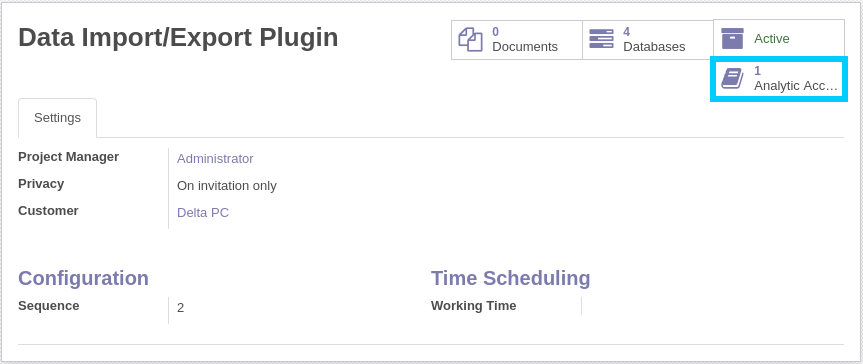 Data Import/Export Plugin
0
Documents
4
Databases
Active
1
Analytic Acc...
Settings
Project Manager Administrator
Privacy On invitation only
Customer Delta PC
Configuration Time Scheduling
Sequence 2 Working Time